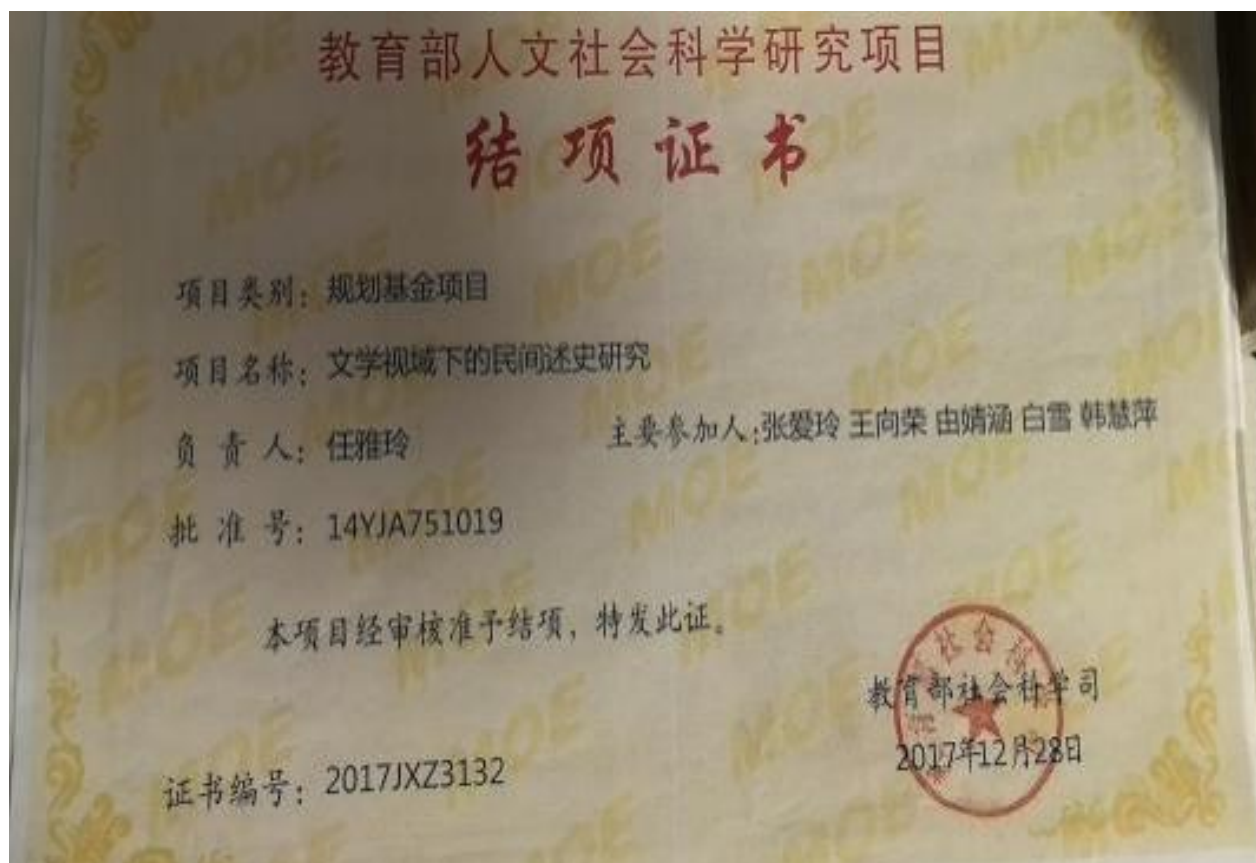 教育部人文社会科学研究项目
结项证书
项目类别：规划基金项目
项目名称：文学视域下的民间述史研究
负责人：任雅玲 主要参加人：张爱玲 王向荣 由婧涵 白雪 韩慧萍
批准号：14YJA751019
本项目经审核准予结项，特发此证。
教育部社会科学司
2017年12月28日
证书编号：2017JXZ3132
MOE